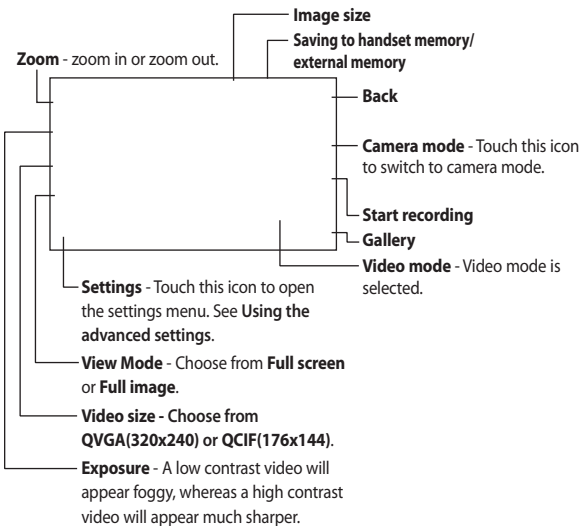 Image size
Saving to handset memory/
external memory
Zoom - zoom in or zoom out.
Back
Camera mode - Touch this icon
to switch to camera mode.
Start recording
Gallery
Video mode - Video mode is
selected.
Settings - Touch this icon to open
the settings menu. See Using the
advanced settings.
View Mode - Choose from Full screen
or Full image.
Video size - Choose from
QVGA(320x240) or QCIF(176x144).
Exposure - A low contrast video will
appear foggy, whereas a high contrast
video will appear much sharper.